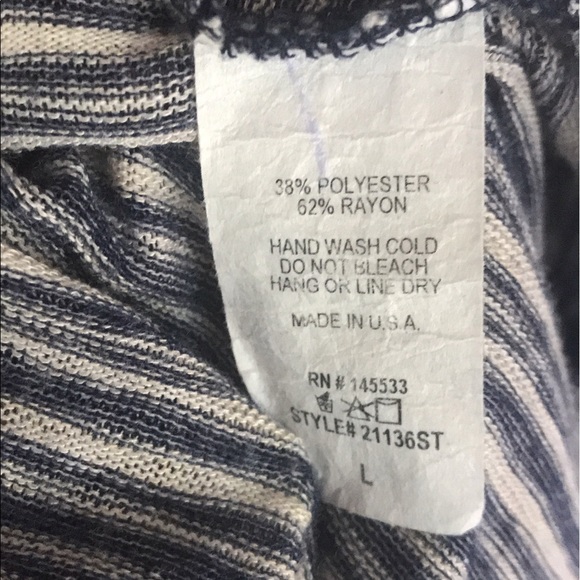 38% POLYESTER
62% RAYON
HAND WASH COLD
DO NOT BLEACH
HANG OR LINE DRY
MADE IN U.S.A.
RN # 145533
STYLE# 21136ST
L